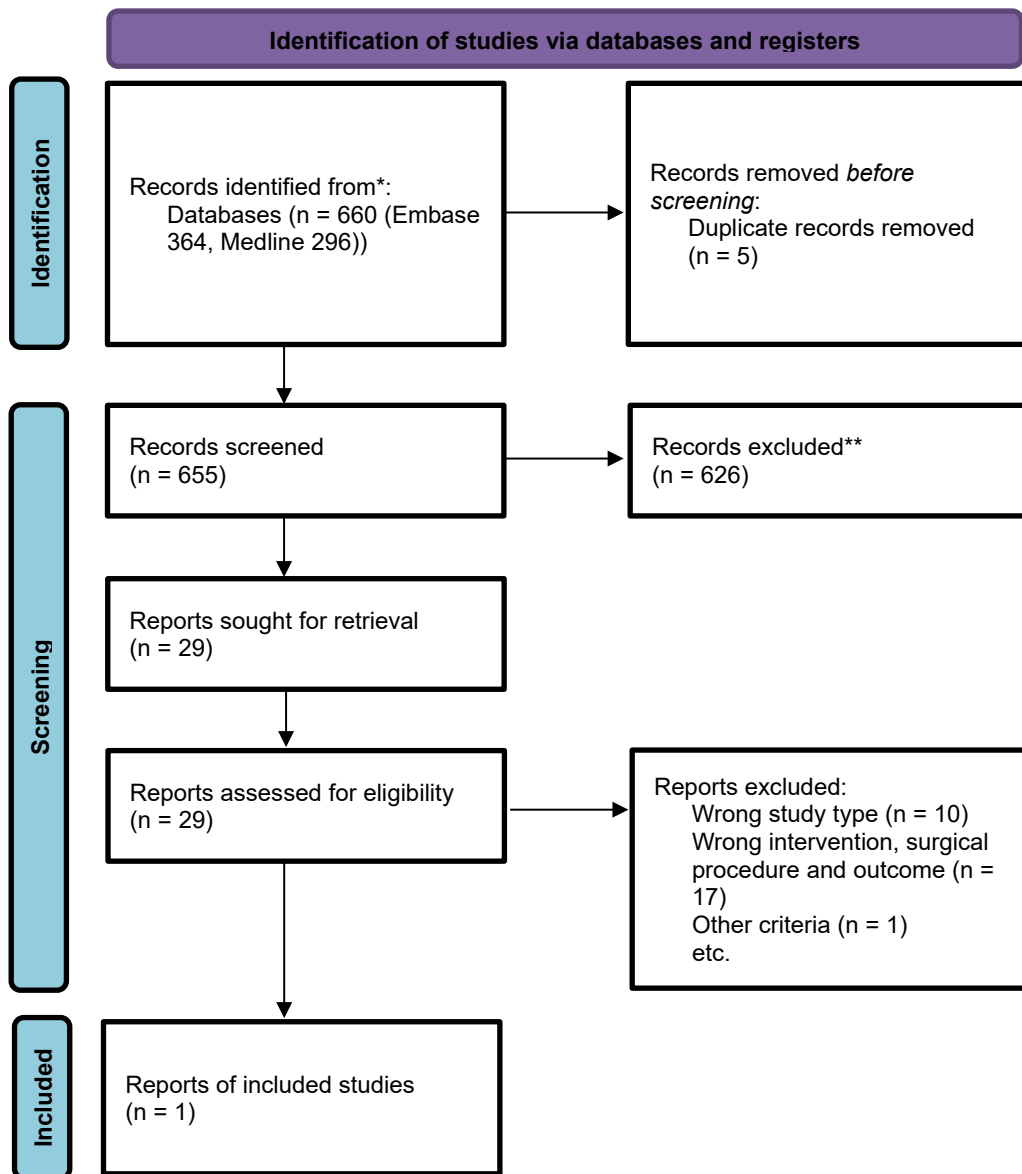 Identification of studies via databases and registers
Identification
Records identified from*:
Databases (n = 660 (Embase
364, Medline 296))
Records removed before
screening:
Duplicate records removed
(n = 5)
Screening
Records screened
(n = 655)
Records excluded**
(n = 626)
Reports sought for retrieval
(n = 29)
Reports assessed for eligibility
(n = 29)
Reports excluded:
Wrong study type (n = 10)
Wrong intervention, surgical
procedure and outcome (n =
17)
Other criteria (n = 1)
etc.
Included
Reports of included studies
(n = 1)